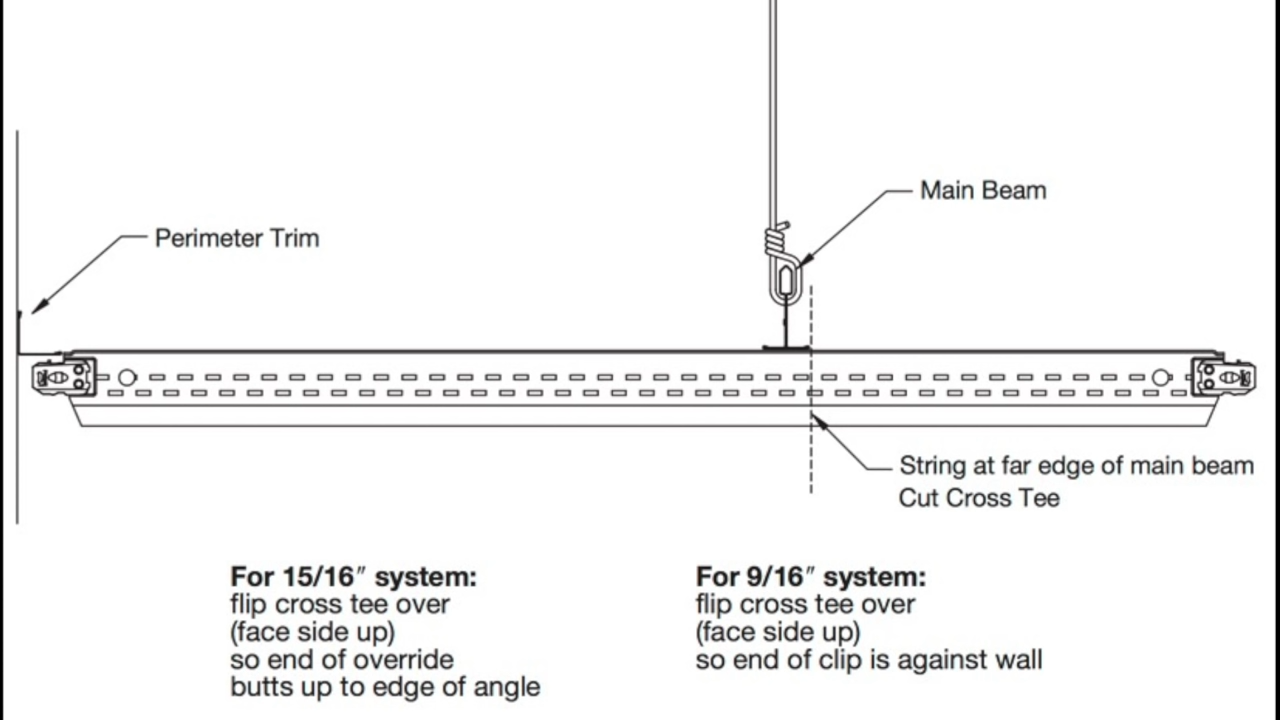 Main Beam
Perimeter Trim
String at far edge of main beam
Cut Cross Tee
For 15/16″ system:
flip cross tee over
(face side up)
so end of override
butts up to edge of angle
For 9/16″ system:
flip cross tee over
(face side up)
so end of clip is against wall